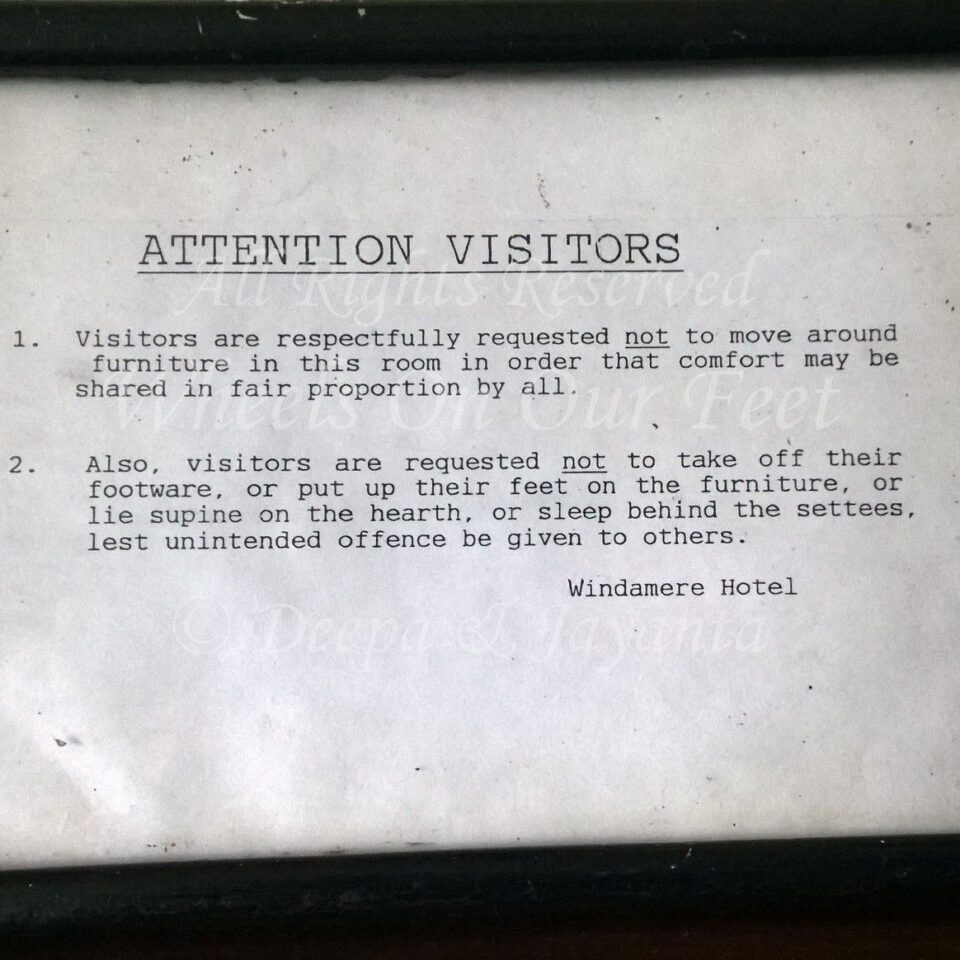 ATTENTION VISITORS
All Rights Reserved
1. Visitors are respectfully requested not to move around
furniture in this room in order that comfort may be
shared in fair proportion by all.
Wheels On Our Feet
2. Also, visitors are requested not to take off their
footware, or put up their feet on the furniture, or
lie supine on the hearth, or sleep behind the settees,
lest unintended offence be given to others.
Windamere Hotel
© Deepa & Jayanta